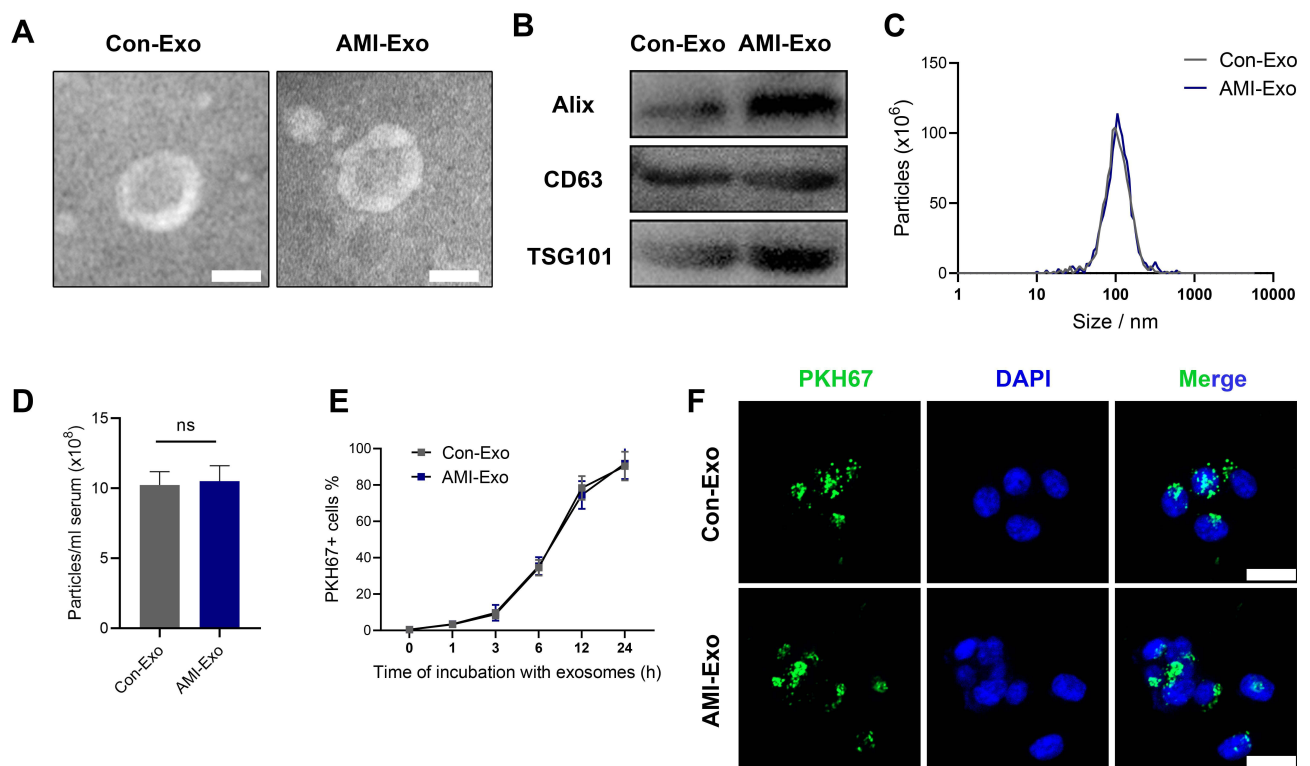 A
Con-Exo
AMI-Exo
B
Con-Exo AMI-Exo
Alix
CD63
TSG101
C
Con-Exo
AMI-Exo
Particles (x10⁶)
150
100
50
0
1 10 100 1000 10000
Size / nm
D
Particles/ml serum (x10⁸)
15
10
5
0
ns
Con-Exo
AMI-Exo
E
PKH67+ cells %
100
80
60
40
20
0
Con-Exo
AMI-Exo
0 1 3 6 12 24
Time of incubation with exosomes (h)
F
PKH67
DAPI
Merge
Con-Exo
AMI-Exo